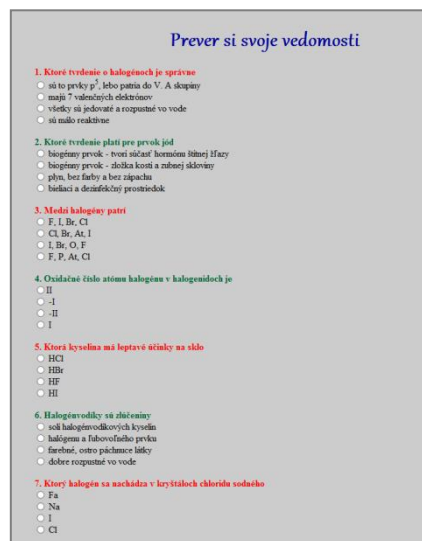 Prever si svoje vedomosti
1. Ktoré tvrdenie o halogénoch je správne
sú to prvky p⁵, lebo patria do V. A skupiny
majú 7 valenčných elektrónov
všetky sú jedovaté a rozpustné vo vode
sú málo reaktívne
2. Ktoré tvrdenie platí pre prvok jód
biogénny prvok - tvorí súčasť hormónu štítnej žľazy
biogénny prvok - zložka kostí a zubnej skloviny
plyn, bez farby a bez zápachu
bieliaci a dezinfekčný prostriedok
3. Medzi halogény patrí
F, I, Br, Cl
Cl, Br, At, I
I, Br, O, F
F, P, At, Cl
4. Oxidačné číslo atómu halogénu v halogenidoch je
II
-I
-II
I
5. Ktorá kyselina má leptavé účinky na sklo
HCl
HBr
HF
HI
6. Halogénvodíky sú zlúčeniny
soli halogénvodíkových kyselín
halogénu a ľubovoľného prvku
farebné, ostro páchnuce látky
dobre rozpustné vo vode
7. Ktorý halogén sa nachádza v kryštáloch chloridu sodného
Fa
Na
I
Cl